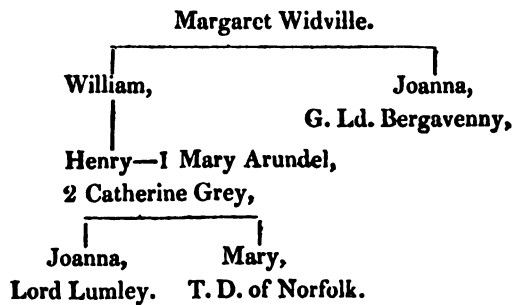 Margaret Widville.
William, Joanna,
G. Ld. Bergavenny,
Henry—1 Mary Arundel,
2 Catherine Grey,
Joanna, Mary,
Lord Lumley. T. D. of Norfolk.